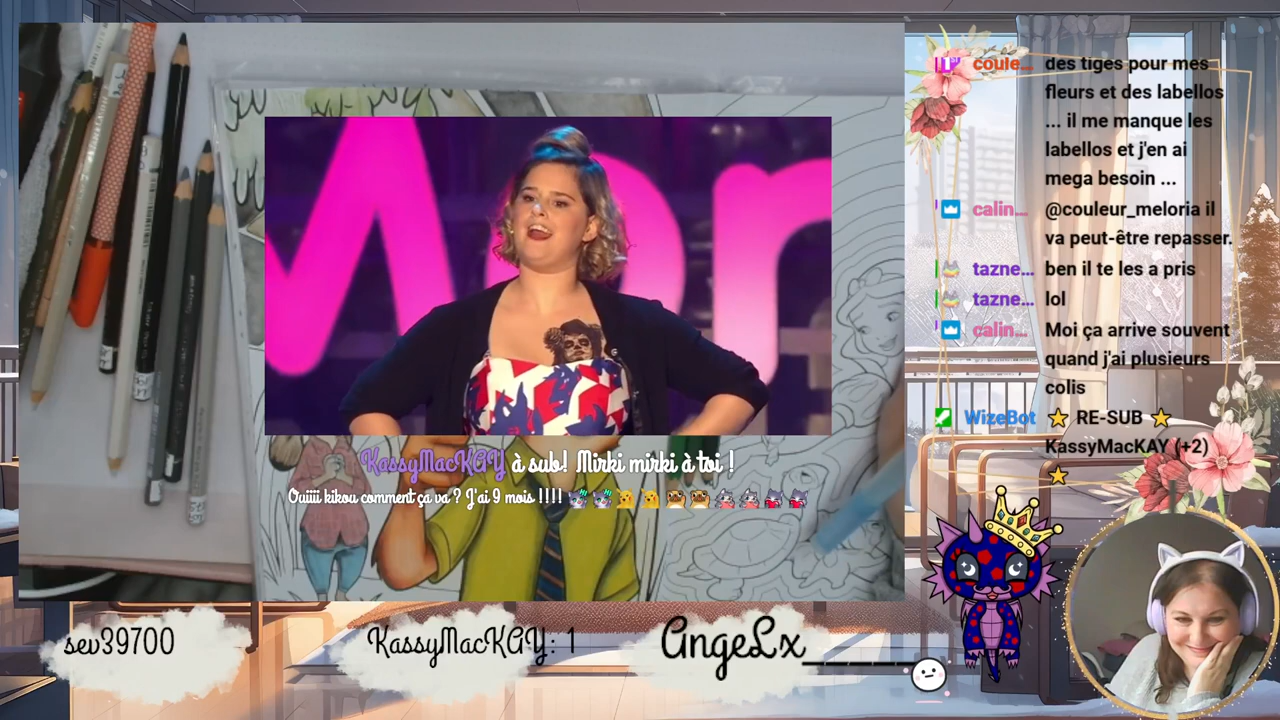 Mor
KassyMacKAY à sub! Mirki mirki à toi !
Ouiiii kikou comment ça va ? J'ai 9 mois !!!!
coule... des tiges pour mes
fleurs et des labellos
... il me manque les
labellos et j'en ai
mega besoin ...
calin... @couleur_meloria il
va peut-être repasser.
tazne... ben il te les a pris
tazne... lol
calin... Moi ça arrive souvent
quand j'ai plusieurs
colis
WizeBot ⭐ RE-SUB ⭐
KassyMacKAY (+2)
⭐
sev39700
KassyMacKAY: 1
AngeLx__________